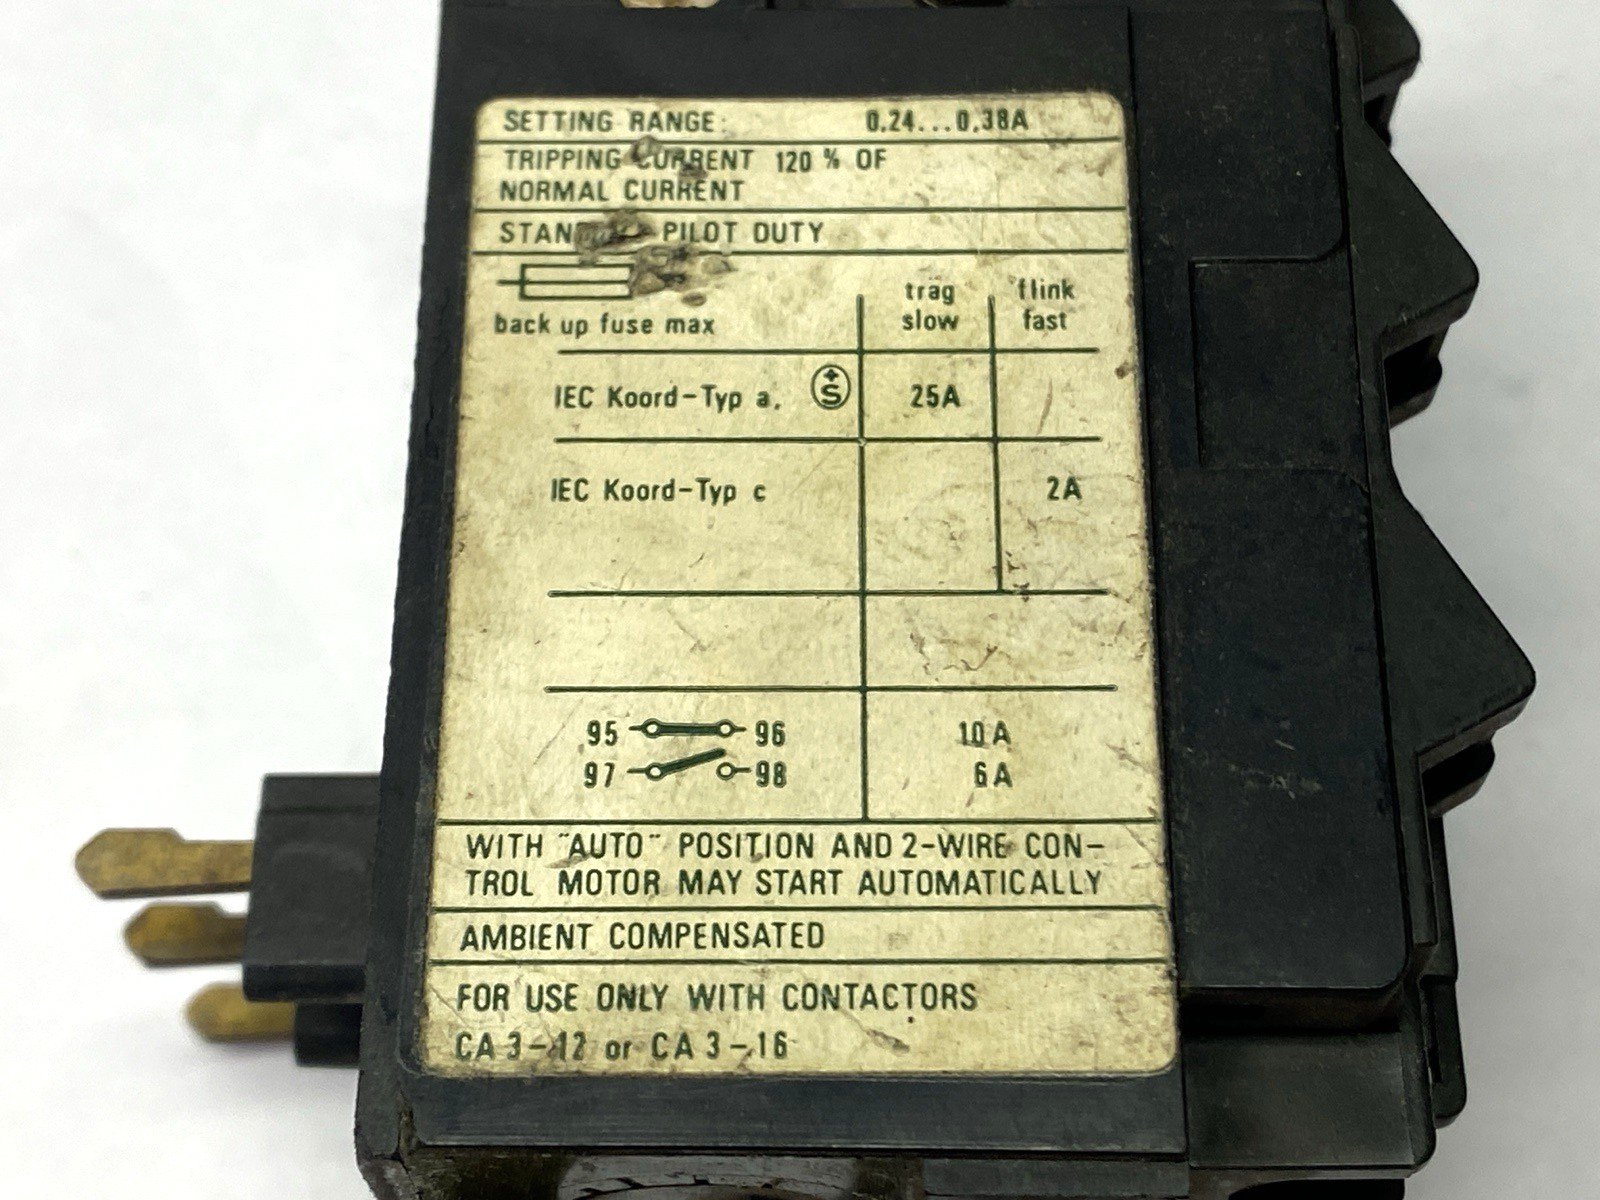 SETTING RANGE: 0.24...0.38A
TRIPPING CURRENT 120 % OF
NORMAL CURRENT
PILOT DUTY
träg flink
back up fuse max slow fast
IEC Koord-Typ a. +S 25A
IEC Koord-Typ c 2A
95 96 10 A
97 98 6 A
WITH "AUTO" POSITION AND 2-WIRE CON-
TROL MOTOR MAY START AUTOMATICALLY
AMBIENT COMPENSATED
FOR USE ONLY WITH CONTACTORS
CA 3-12 or CA 3-16